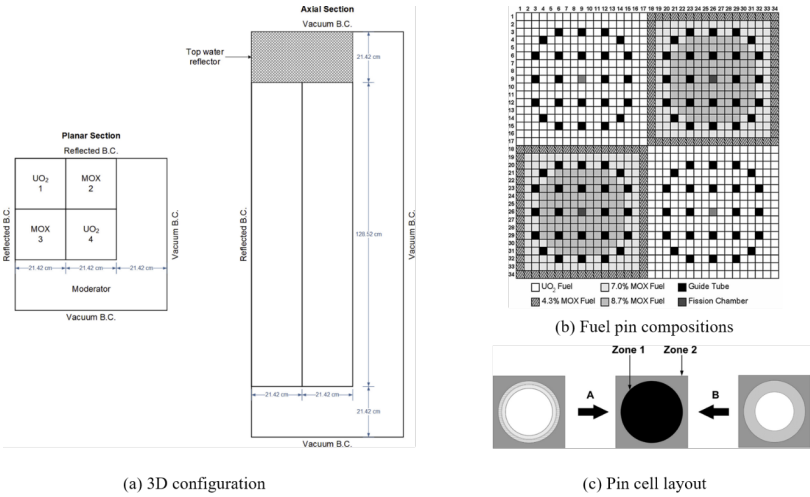 Axial Section
Vacuum B.C.
Top water
reflector
21.42 cm
Planar Section
Reflected B.C.
UO2
1
MOX
2
MOX
3
UO2
4
Reflected B.C.
Vacuum B.C.
21.42 cm 21.42 cm 21.42 cm
Moderator
Vacuum B.C.
Reflected B.C.
128.52 cm
Vacuum B.C.
21.42 cm 21.42 cm
21.42 cm
Vacuum B.C.
(a) 3D configuration
1 2 3 4 5 6 7 8 9 10 11 12 13 14 15 16 17 18 19 20 21 22 23 24 25 26 27 28 29 30 31 32 33 34
1
2
3
4
5
6
7
8
9
10
11
12
13
14
15
16
17
18
19
20
21
22
23
24
25
26
27
28
29
30
31
32
33
34
UO2 Fuel 7.0% MOX Fuel Guide Tube
4.3% MOX Fuel 8.7% MOX Fuel Fission Chamber
(b) Fuel pin compositions
Zone 1 Zone 2
A B
(c) Pin cell layout